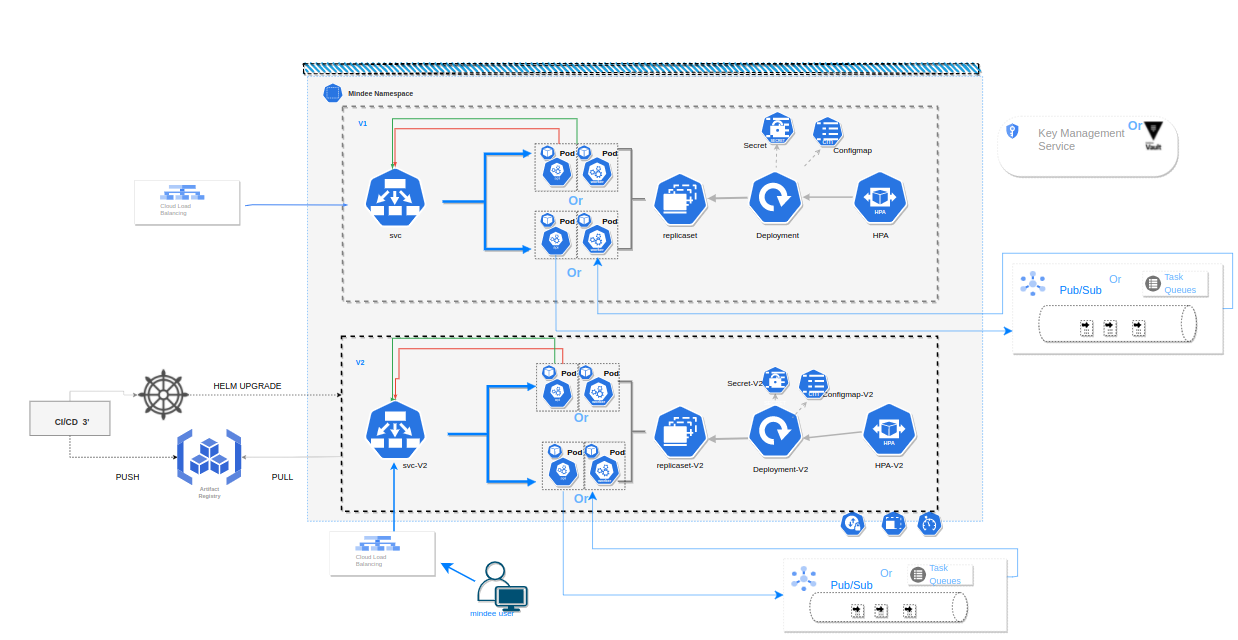 Mindee Namespace
V1
Secret
Configmap
Pod
Pod
Or
Pod
Pod
Or
svc
replicaset
Deployment
HPA
HPA
Cloud Load
Balancing
Key Management
Service
Or
Vault
Pub/Sub
Or
Task
Queues
V2
Secret-V2
Configmap-V2
Pod
Pod
Or
Pod
Pod
Or
svc-V2
replicaset-V2
Deployment-V2
HPA
HPA-V2
HELM UPGRADE
CI/CD 3'
PUSH
PULL
Artifact
Registry
Cloud Load
Balancing
mindee user
Pub/Sub
Or
Task
Queues